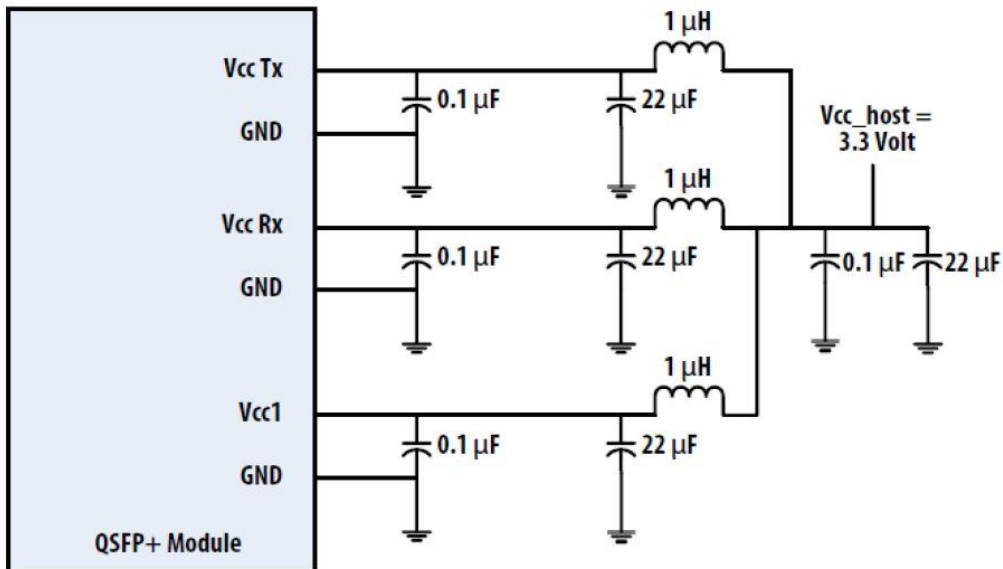 1 μH
Vcc Tx
0.1 μF
22 μF
GND
Vcc_host =
3.3 Volt
1 μH
Vcc Rx
0.1 μF
22 μF
0.1 μF
22 μF
GND
1 μH
Vcc1
0.1 μF
22 μF
GND
QSFP+ Module